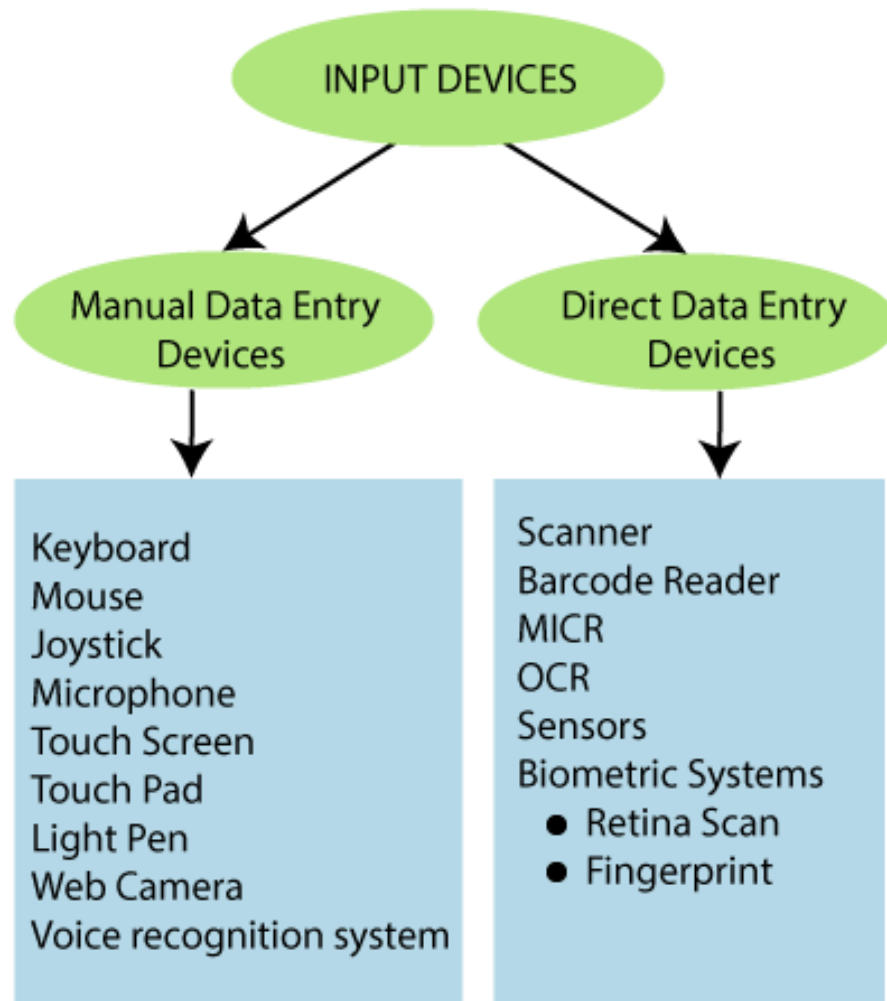 INPUT DEVICES
Manual Data Entry
Devices
Direct Data Entry
Devices
Keyboard
Mouse
Joystick
Microphone
Touch Screen
Touch Pad
Light Pen
Web Camera
Voice recognition system
Scanner
Barcode Reader
MICR
OCR
Sensors
Biometric Systems
● Retina Scan
● Fingerprint